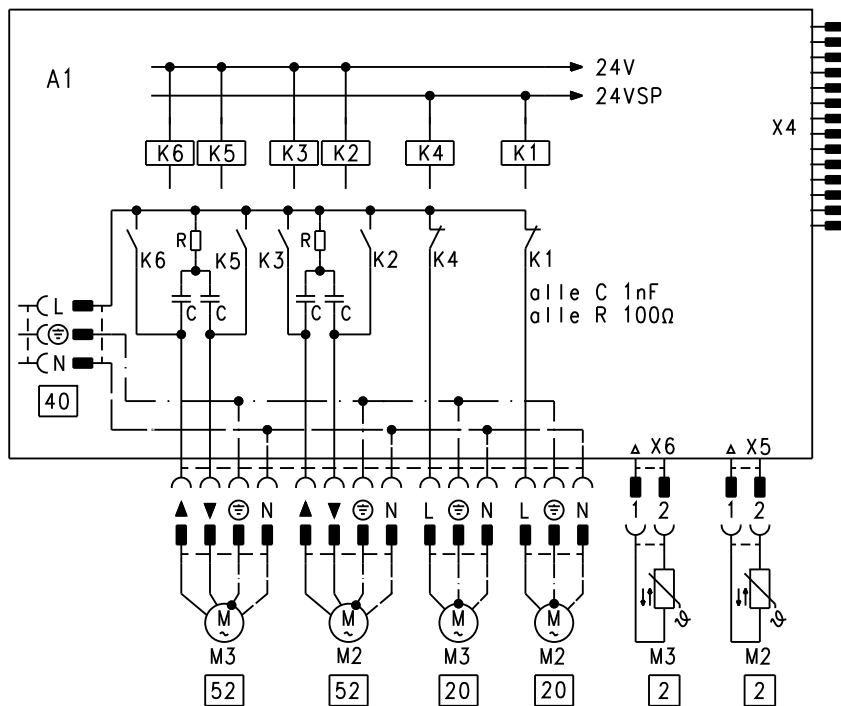 24V
A1
24VSP
X4
K6 K5 K3 K2 K4 K1
R R
K6 K5 K3 K2 K4 K1
alle C 1nF
L C C C C
alle R 100Ω
N
40
X6 X5
▲ ▼ N ▲ ▼ N L N L N 1 2 1 2
M M M M
~ ~ ~ ~
ϑ ϑ
M3 M2 M3 M2 M3 M2
52 52 20 20 2 2